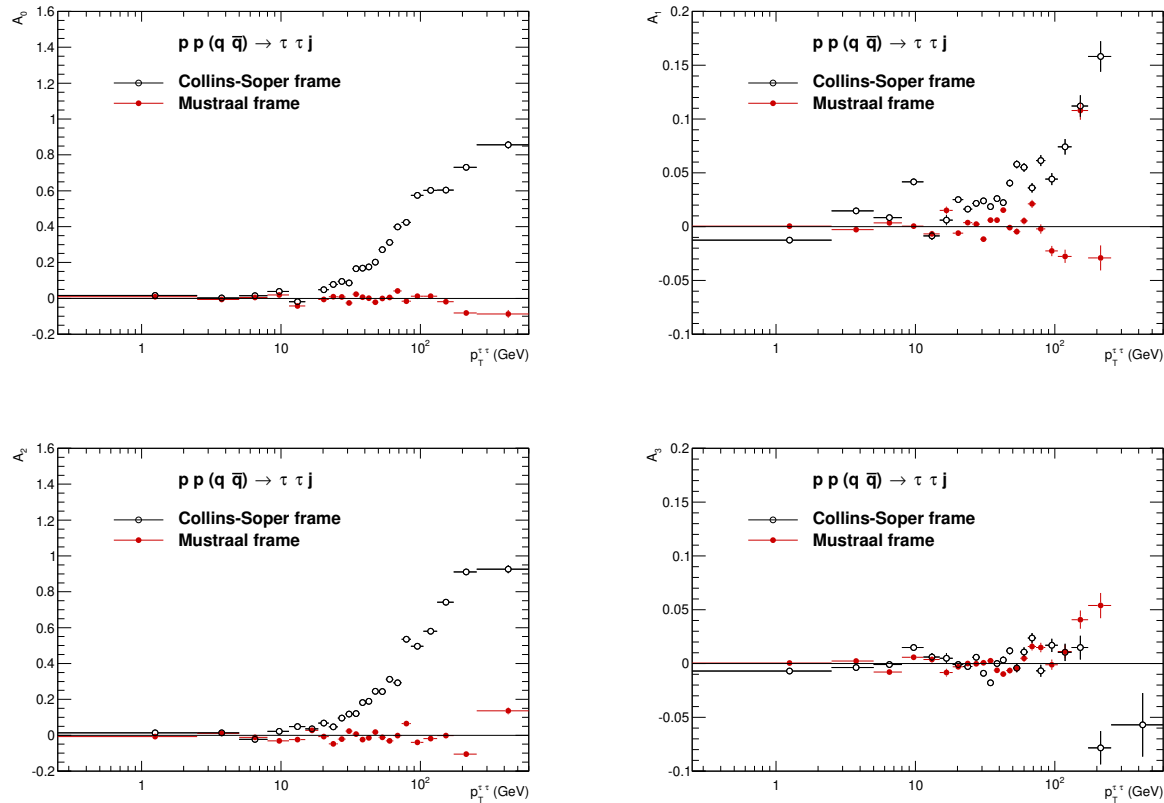 A₀
1.6
1.4
p p (q q̅) → τ τ j
1.2
Collins-Soper frame
1
Mustraal frame
0.8
0.6
0.4
0.2
0
-0.2
1 10 10²
p_T^ττ (GeV)
A₁
0.2
p p (q q̅) → τ τ j
0.15
Collins-Soper frame
Mustraal frame
0.1
0.05
0
-0.05
-0.1
1 10 10²
p_T^ττ (GeV)
A₂
1.6
1.4
p p (q q̅) → τ τ j
1.2
Collins-Soper frame
1
Mustraal frame
0.8
0.6
0.4
0.2
0
-0.2
1 10 10²
p_T^ττ (GeV)
A₃
0.2
p p (q q̅) → τ τ j
0.15
Collins-Soper frame
Mustraal frame
0.1
0.05
0
-0.05
-0.1
1 10 10²
p_T^ττ (GeV)